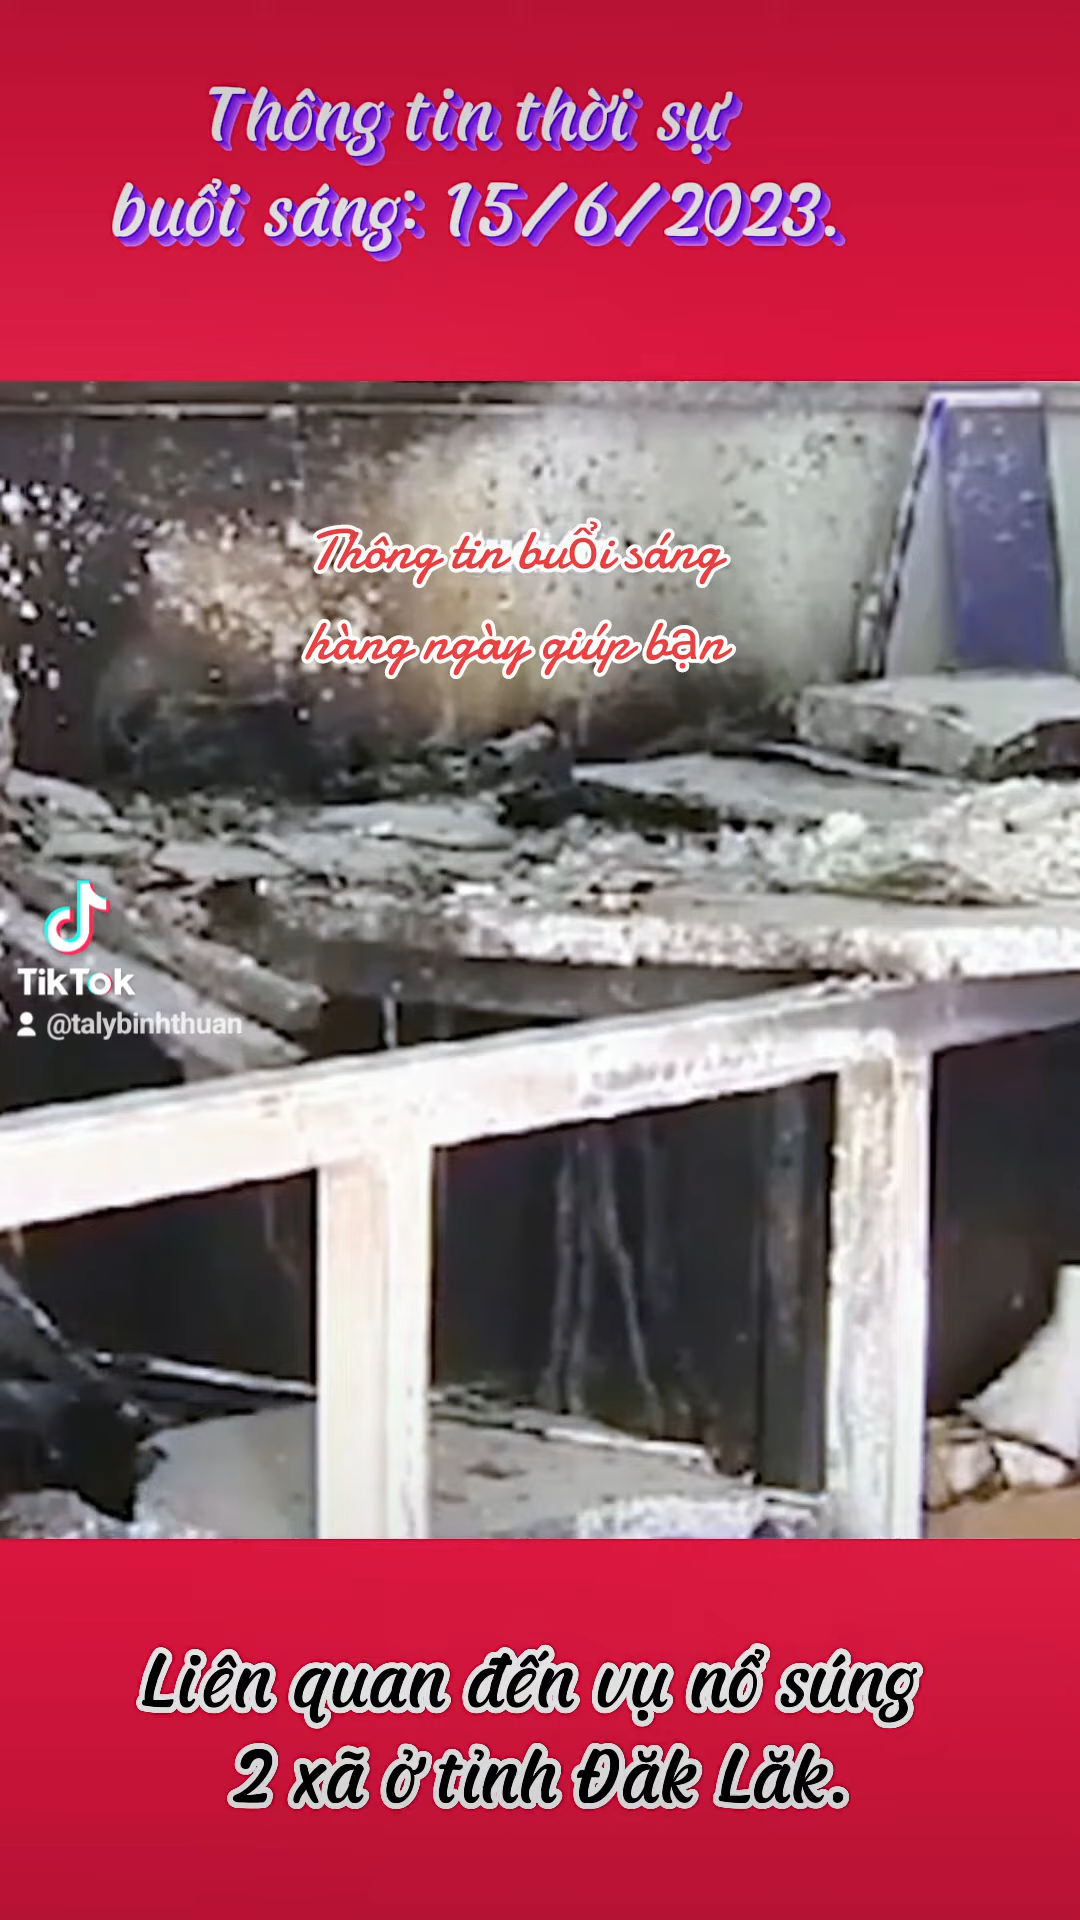 Thông tin thời sự
buổi sáng: 15/6/2023.
Thông tin buổi sáng
hàng ngày giúp bạn
TikTok
@talybinhthuan
Liên quan đến vụ nổ súng
2 xã ở tỉnh Đăk Lăk.